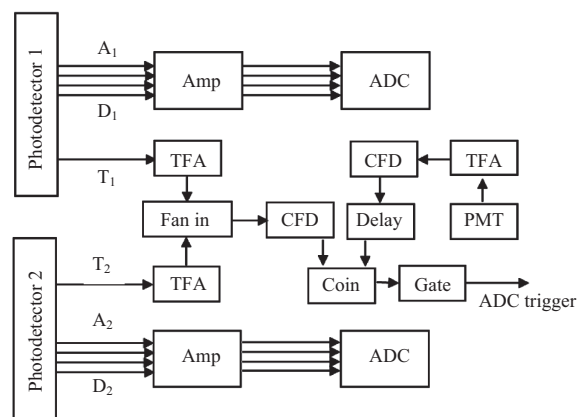 Photodetector 1
A1
D1
Amp
ADC
T1
TFA
Fan in
CFD
CFD
TFA
Delay
PMT
Photodetector 2
T2
TFA
Coin
Gate
ADC trigger
A2
D2
Amp
ADC